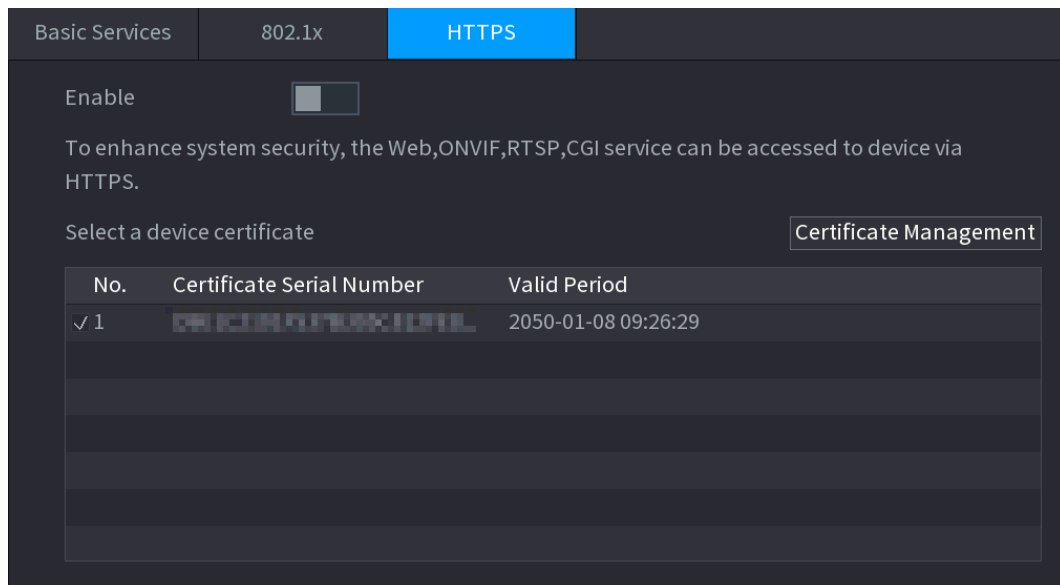 Basic Services 802.1x HTTPS
Enable
To enhance system security, the Web,ONVIF,RTSP,CGI service can be accessed to device via
HTTPS.
Select a device certificate Certificate Management
No. Certificate Serial Number Valid Period
1 2050-01-08 09:26:29